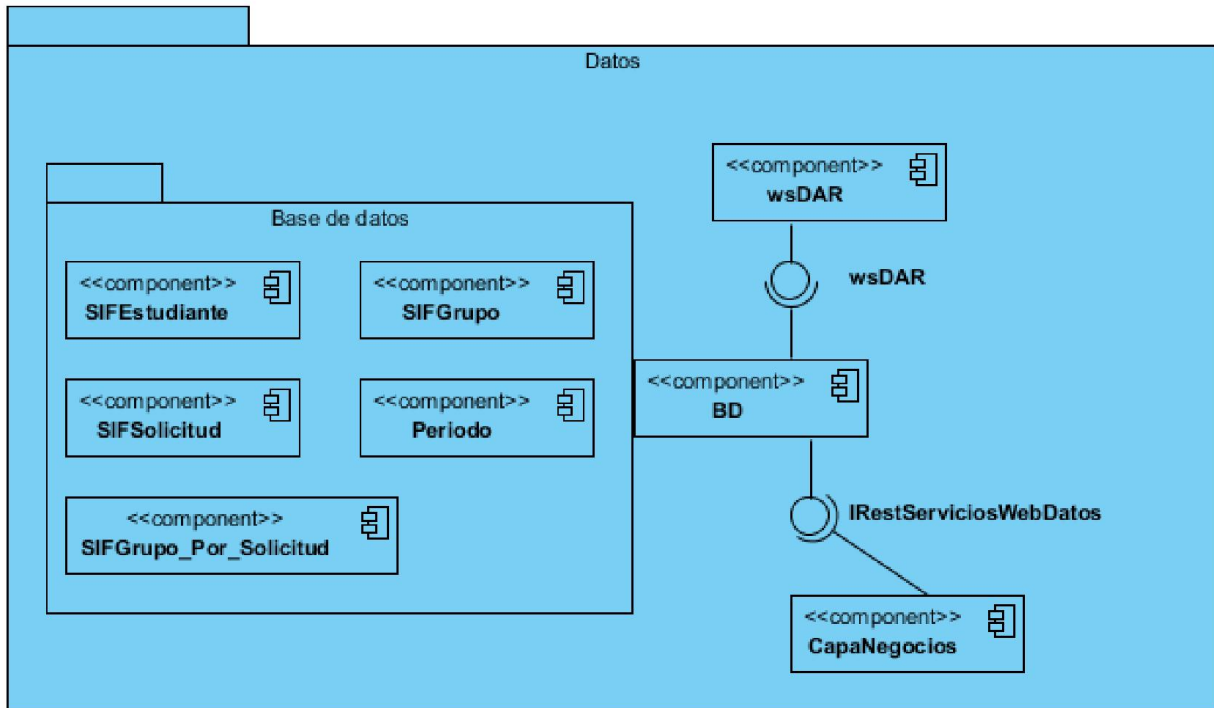 Datos
Base de datos
<<component>>
SIFEstudiante
<<component>>
SIFGrupo
<<component>>
SIFSolicitud
<<component>>
Periodo
<<component>>
SIFGrupo_Por_Solicitud
<<component>>
wsDAR
wsDAR
<<component>>
BD
IRestServiciosWebDatos
<<component>>
CapaNegocios